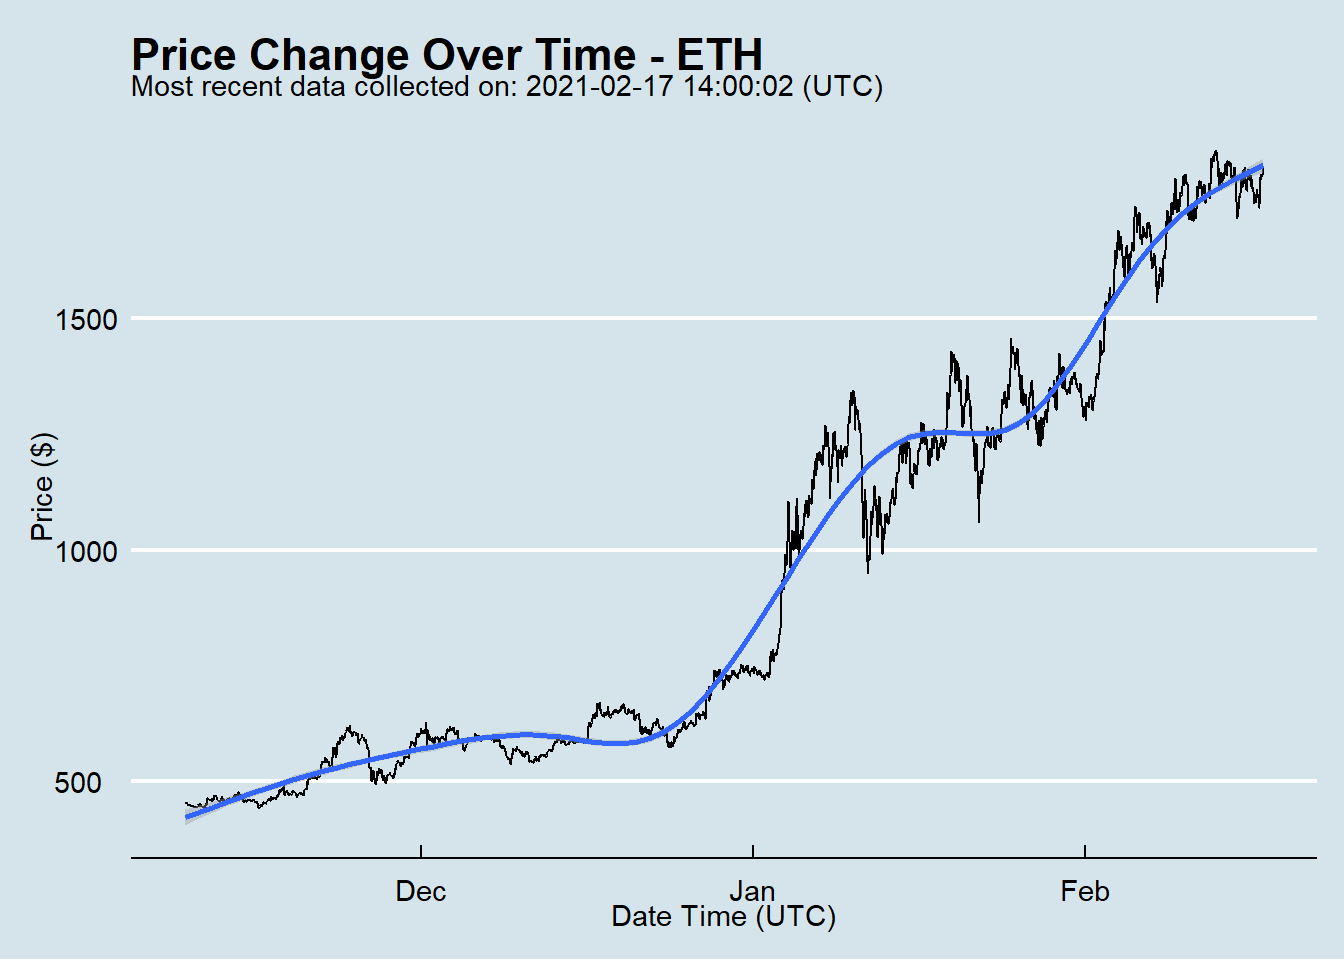 Price Change Over Time - ETH
Most recent data collected on: 2021-02-17 14:00:02 (UTC)
1500
1000
500
Price ($)
Dec
Jan
Feb
Date Time (UTC)